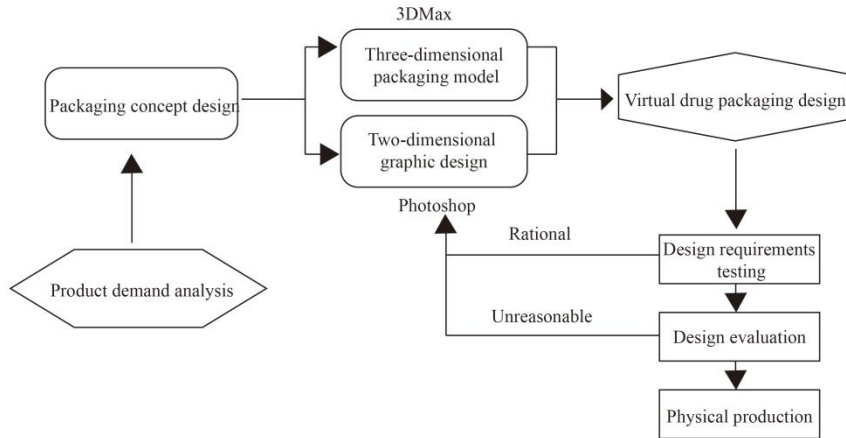 3DMax
Three-dimensional
packaging model
Packaging concept design
Virtual drug packaging design
Two-dimensional
graphic design
Photoshop
Rational
Design requirements
testing
Product demand analysis
Unreasonable
Design evaluation
Physical production